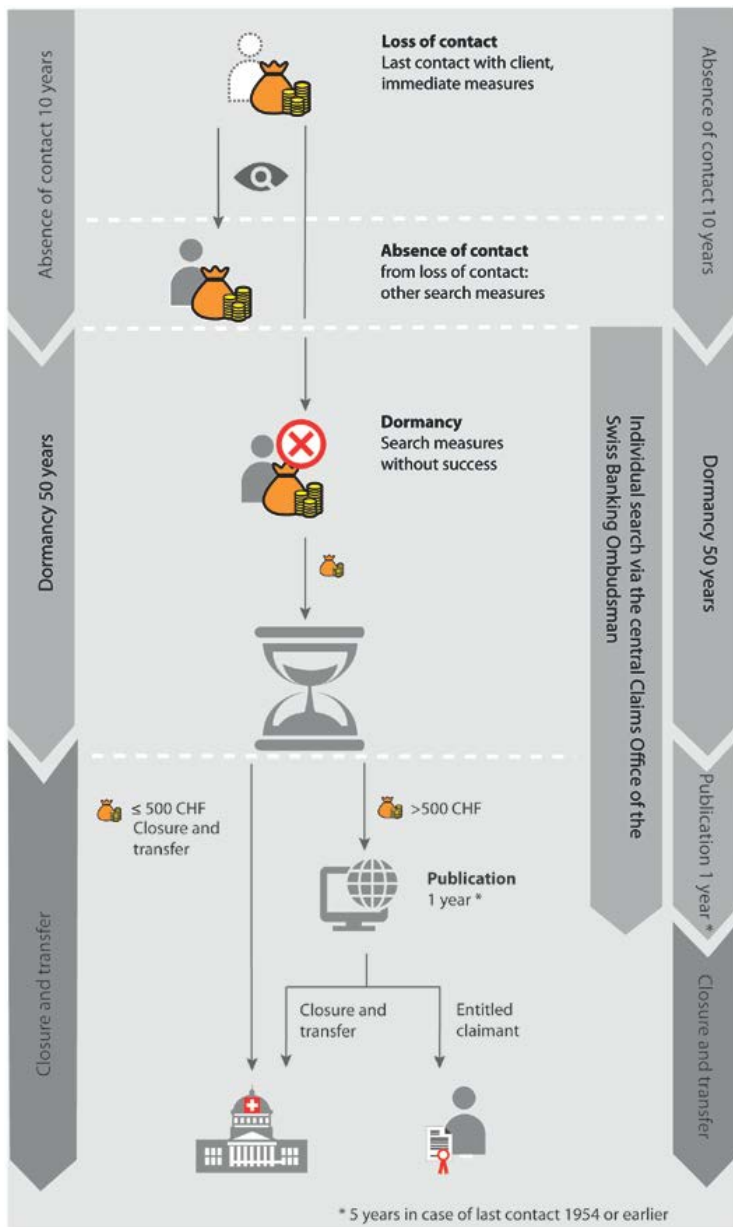 Absence of contact 10 years
Dormancy 50 years
Closure and transfer
Loss of contact
Last contact with client,
immediate measures
Absence of contact
from loss of contact:
other search measures
Dormancy
Search measures
without success
≤ 500 CHF
Closure and
transfer
>500 CHF
Publication
1 year *
Closure and
transfer
Entitled
claimant
Individual search via the central Claims Office of the
Swiss Banking Ombudsman
Absence of contact 10 years
Dormancy 50 years
Publication 1 year *
Closure and transfer
* 5 years in case of last contact 1954 or earlier